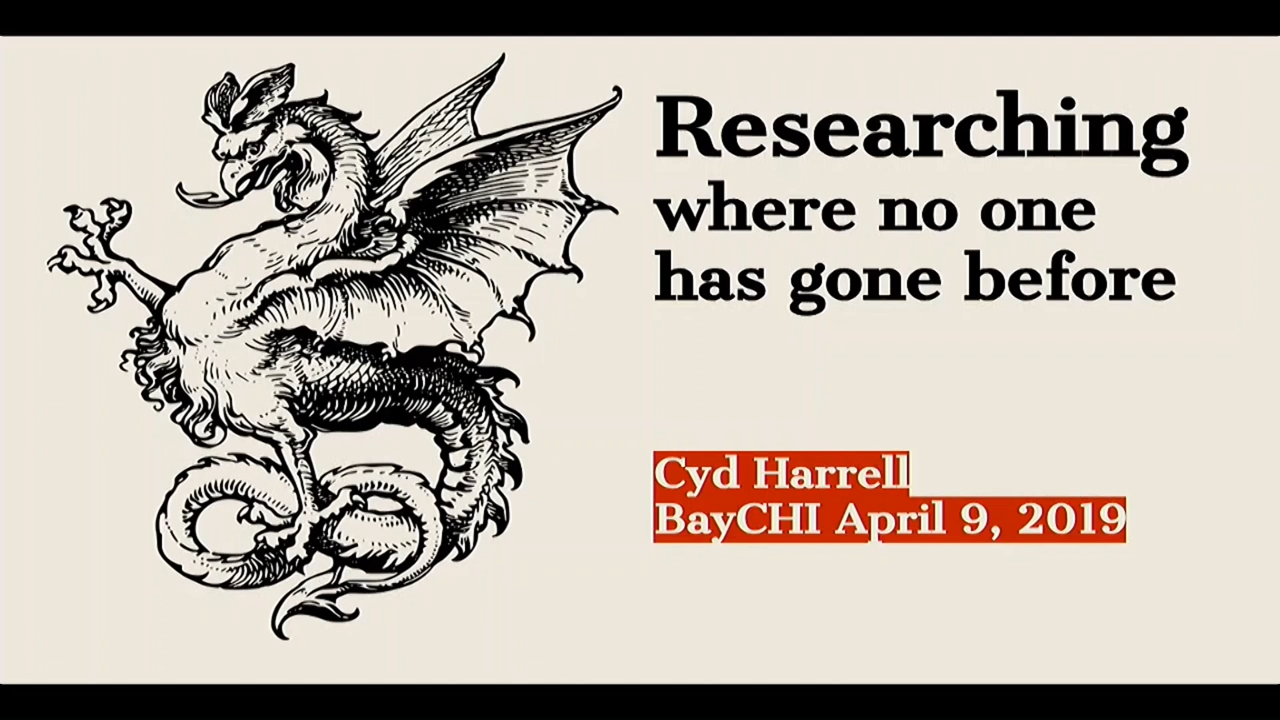 Researching
where no one
has gone before
Cyd Harrell
BayCHI April 9, 2019